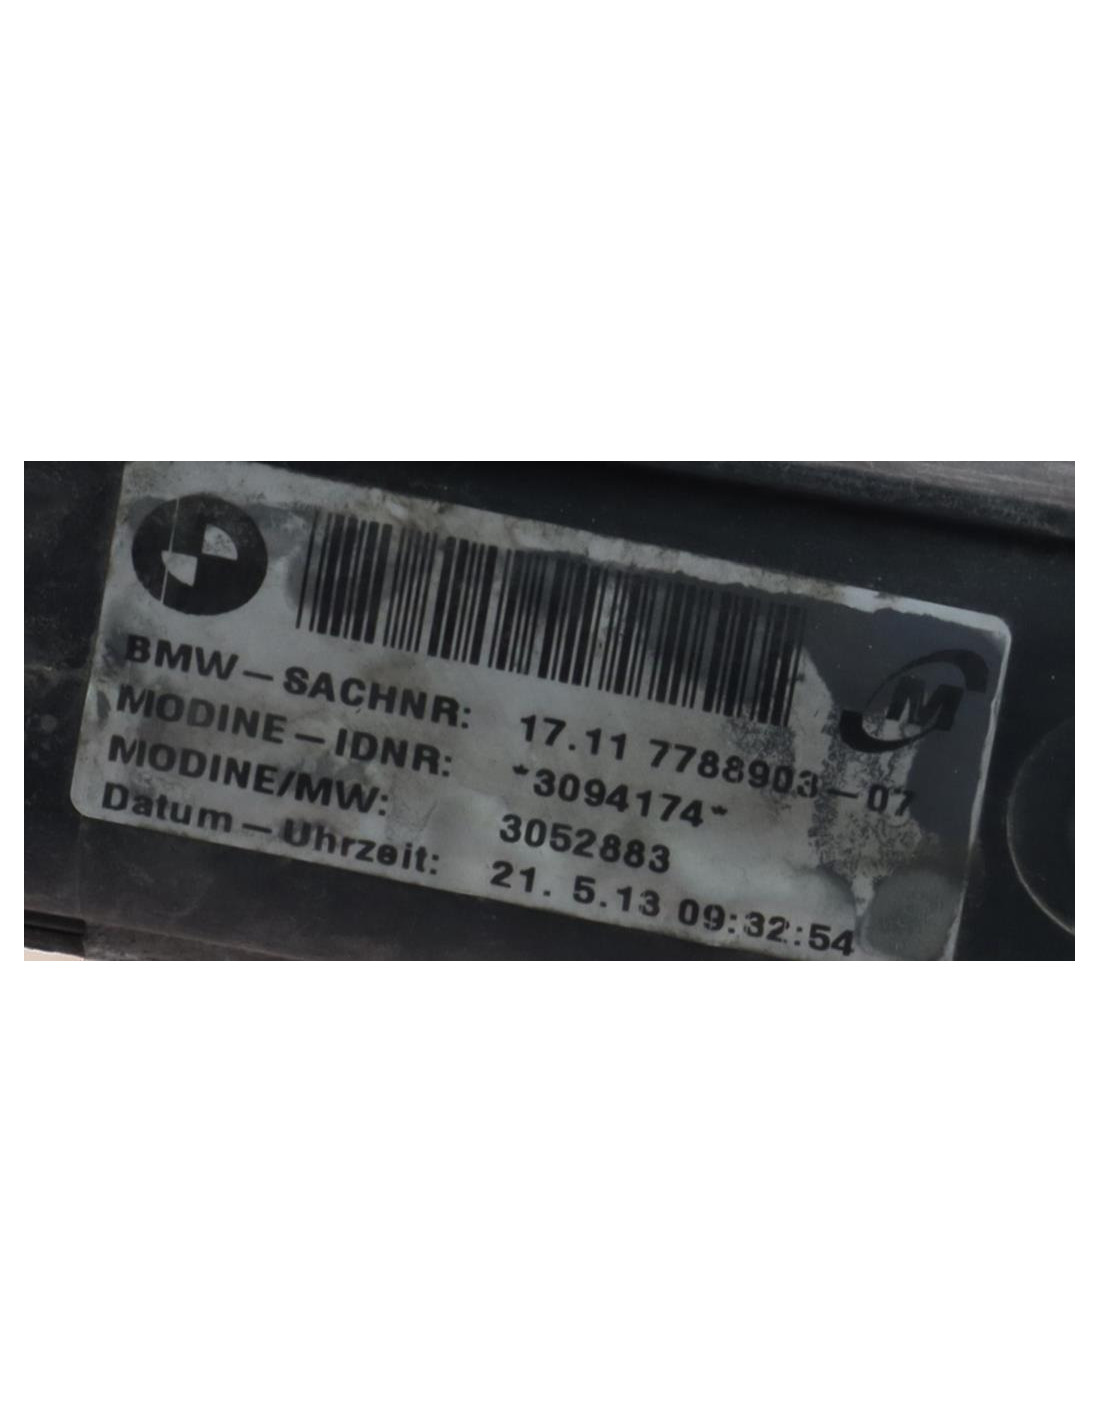 BMW-SACHNR: 17.11 7788903-07
MODINE-IDNR: *3094174*
MODINE/MW: 3052883
Datum-Uhrzeit: 21. 5.13 09:32:54
M